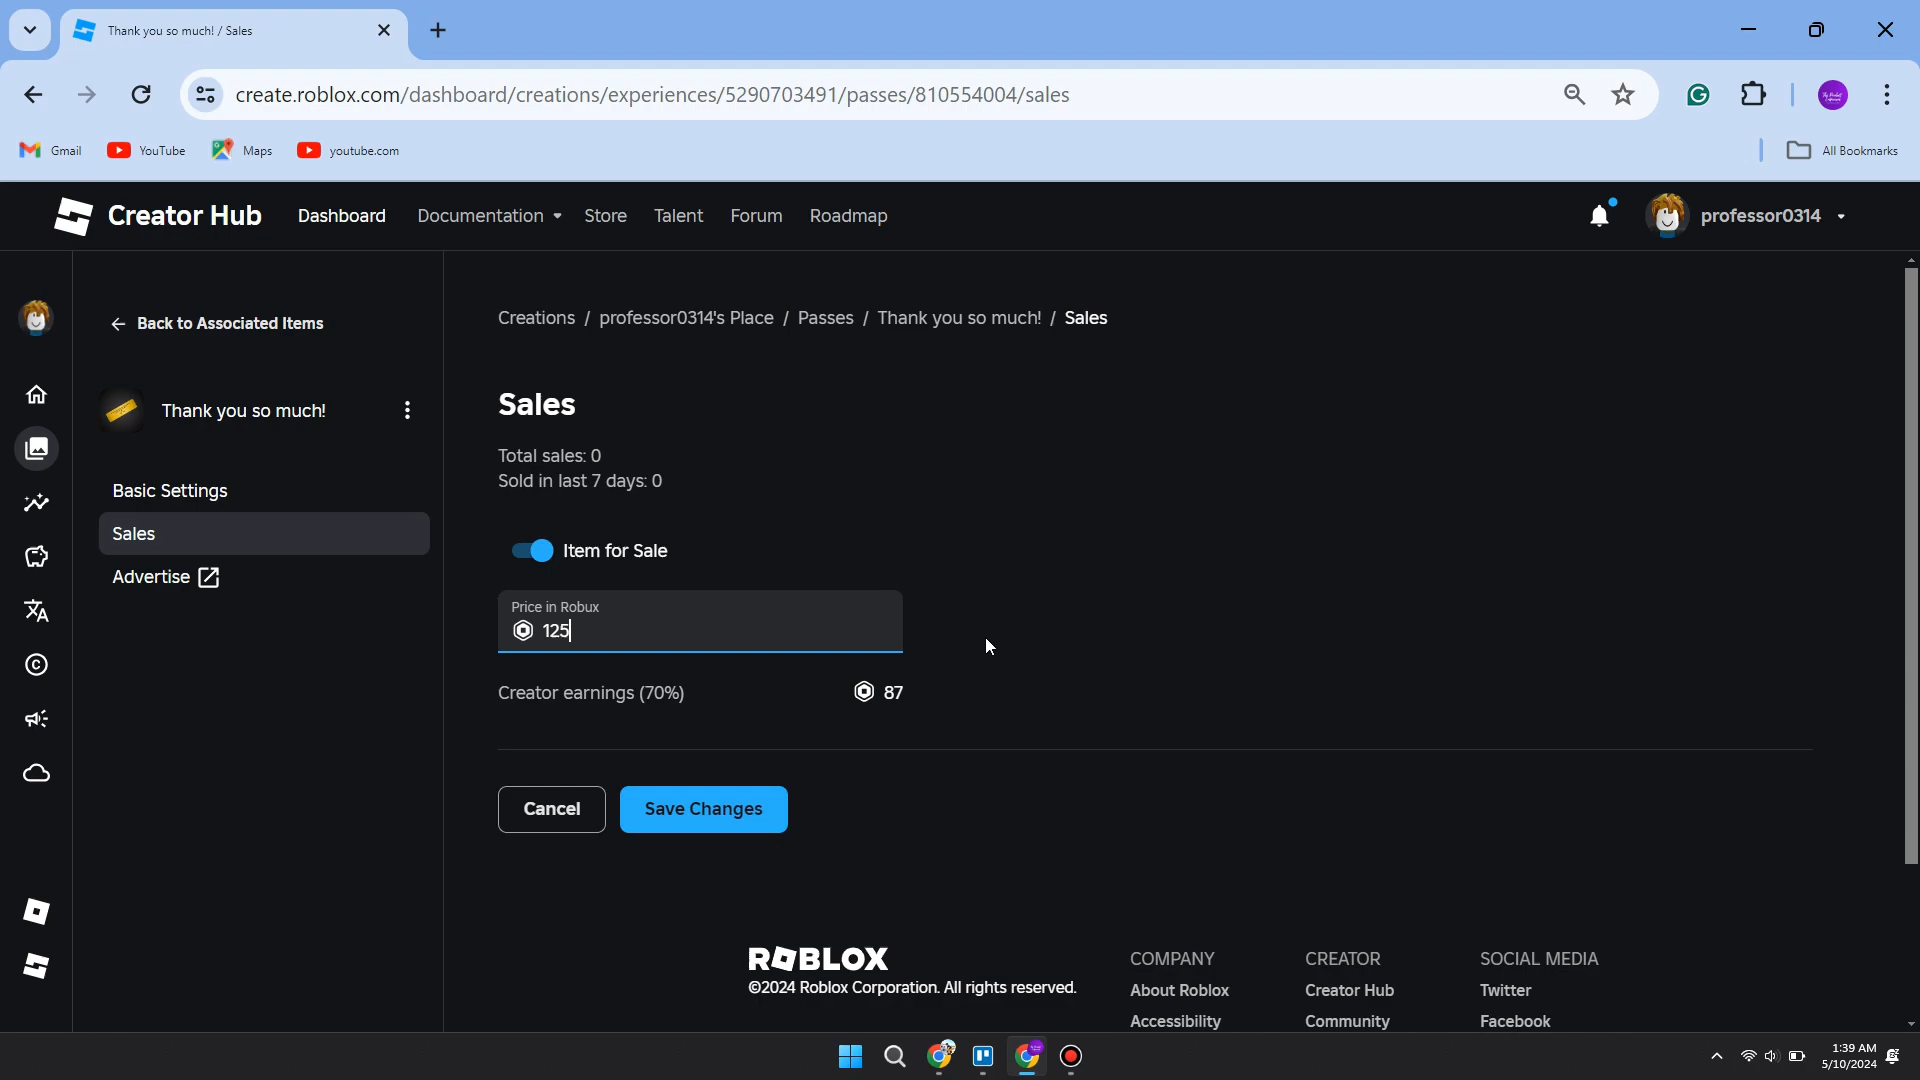 Thank you so much! / Sales
create.roblox.com/dashboard/creations/experiences/5290703491/passes/810554004/sales
Gmail YouTube Maps youtube.com All Bookmarks
Creator Hub Dashboard Documentation Store Talent Forum Roadmap professor0314
Back to Associated Items
Creations / professor0314's Place / Passes / Thank you so much! / Sales
Thank you so much!
Basic Settings
Sales
Advertise
Sales
Total sales: 0
Sold in last 7 days: 0
Item for Sale
Price in Robux
125
Creator earnings (70%) 87
Cancel Save Changes
ROBLOX
©2024 Roblox Corporation. All rights reserved.
COMPANY
About Roblox
Accessibility
CREATOR
Creator Hub
Community
SOCIAL MEDIA
Twitter
Facebook
1:39 AM
5/10/2024